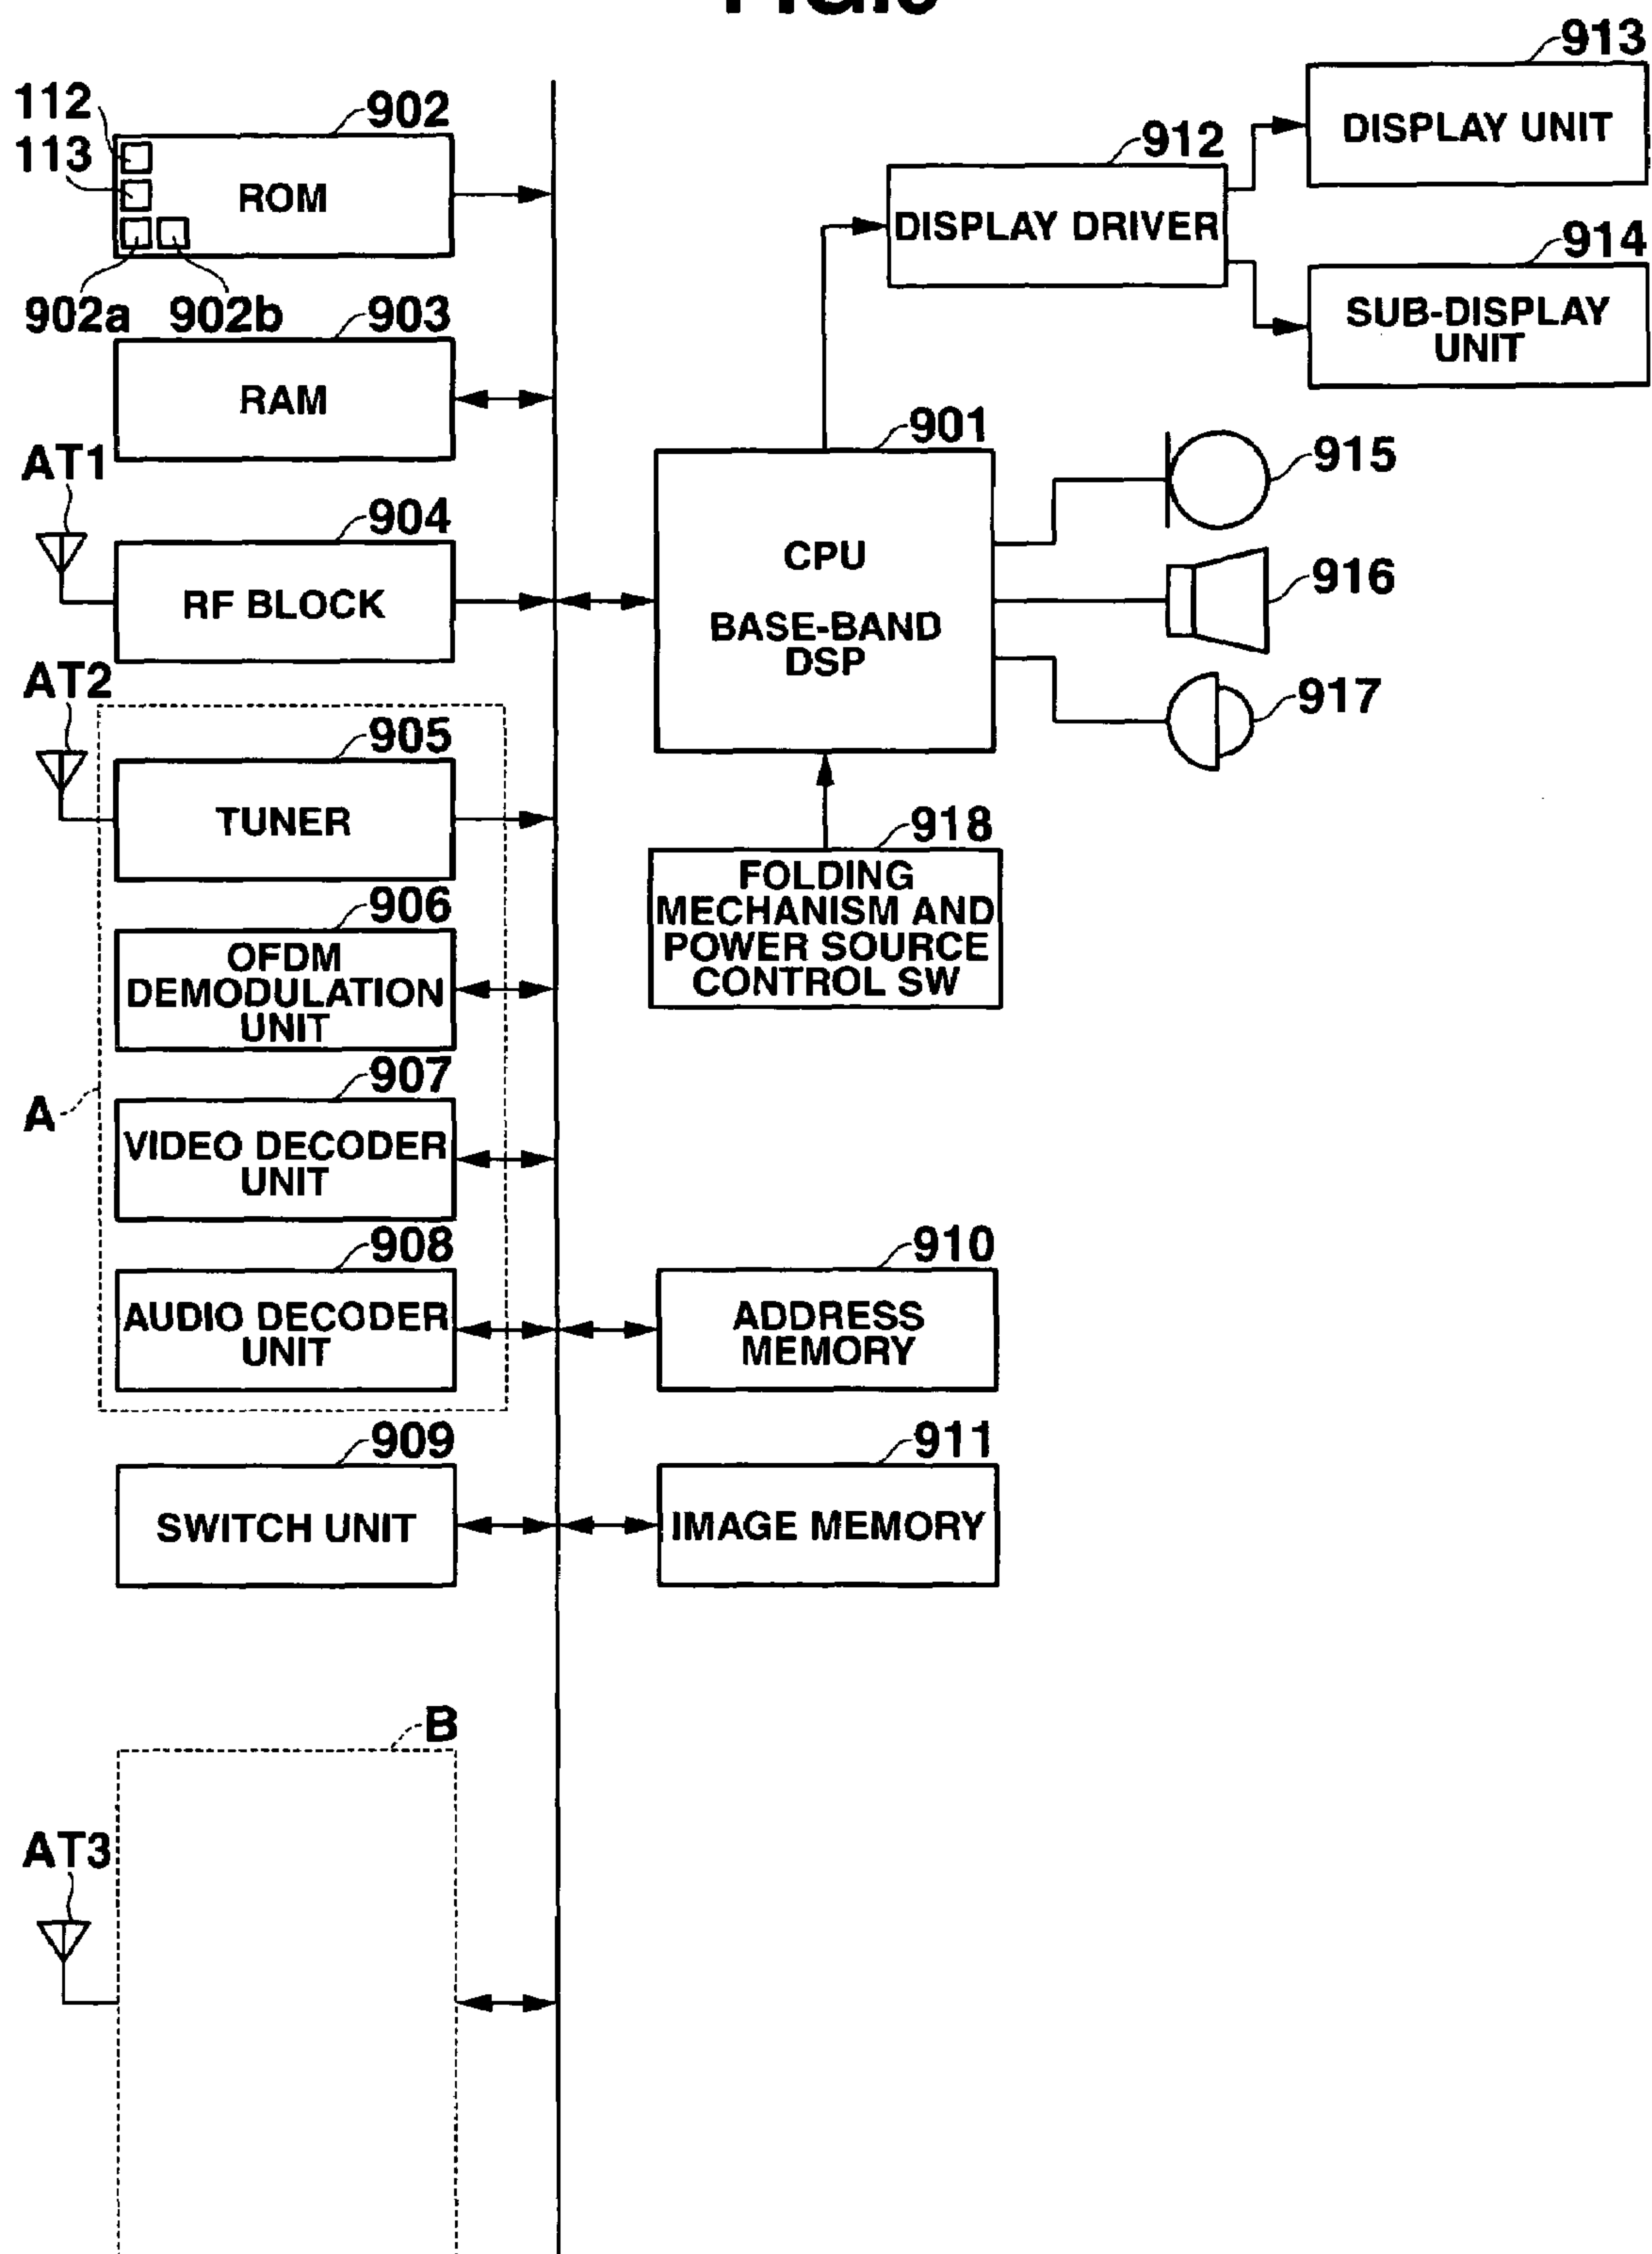 913
112
902
DISPLAY UNIT
113
912
ROM
DISPLAY DRIVER
914
902a 902b
903
SUB-DISPLAY
UNIT
RAM
901
915
AT1
904
916
RF BLOCK
CPU
BASE-BAND
DSP
AT2
917
905
TUNER
918
FOLDING
MECHANISM AND
POWER SOURCE
CONTROL SW
906
OFDM
DEMODULATION
UNIT
907
A
VIDEO DECODER
UNIT
908
910
AUDIO DECODER
UNIT
ADDRESS
MEMORY
909
911
SWITCH UNIT
IMAGE MEMORY
B
AT3